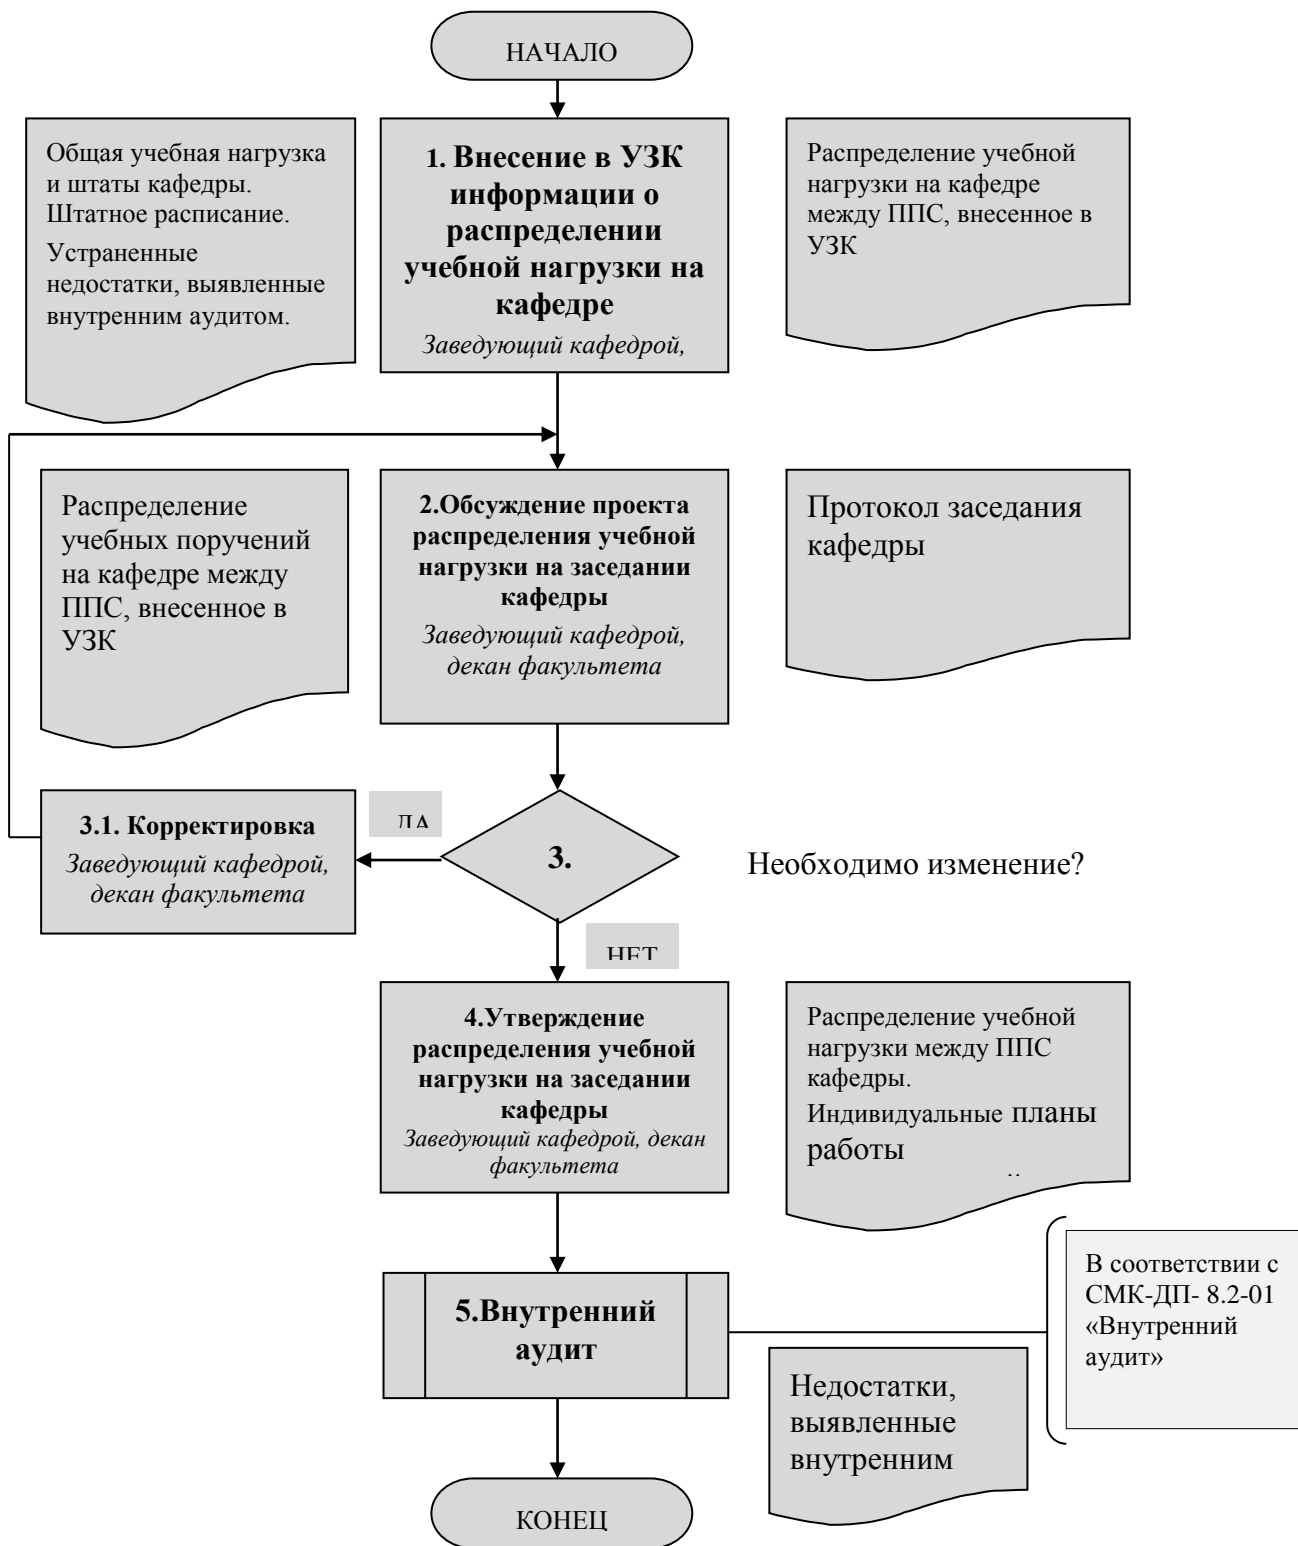 НАЧАЛО
Общая учебная нагрузка
и штаты кафедры.
Штатное расписание.
Устраненные
недостатки, выявленные
внутренним аудитом.
1. Внесение в УЗК
информации о
распределении
учебной нагрузки на
кафедре
Заведующий кафедрой,
Распределение учебной
нагрузки на кафедре
между ППС, внесенное в
УЗК
Распределение
учебных поручений
на кафедре между
ППС, внесенное в
УЗК
2.Обсуждение проекта
распределения учебной
нагрузки на заседании
кафедры
Заведующий кафедрой,
декан факультета
Протокол заседания
кафедры
3.1. Корректировка
Заведующий кафедрой,
декан факультета
ДА
3.
Необходимо изменение?
НЕТ
4.Утверждение
распределения учебной
нагрузки на заседании
кафедры
Заведующий кафедрой, декан
факультета
Распределение учебной
нагрузки между ППС
кафедры.
Индивидуальные планы
работы
5.Внутренний
аудит
В соответствии с
СМК-ДП- 8.2-01
«Внутренний
аудит»
Недостатки,
выявленные
внутренним
КОНЕЦ